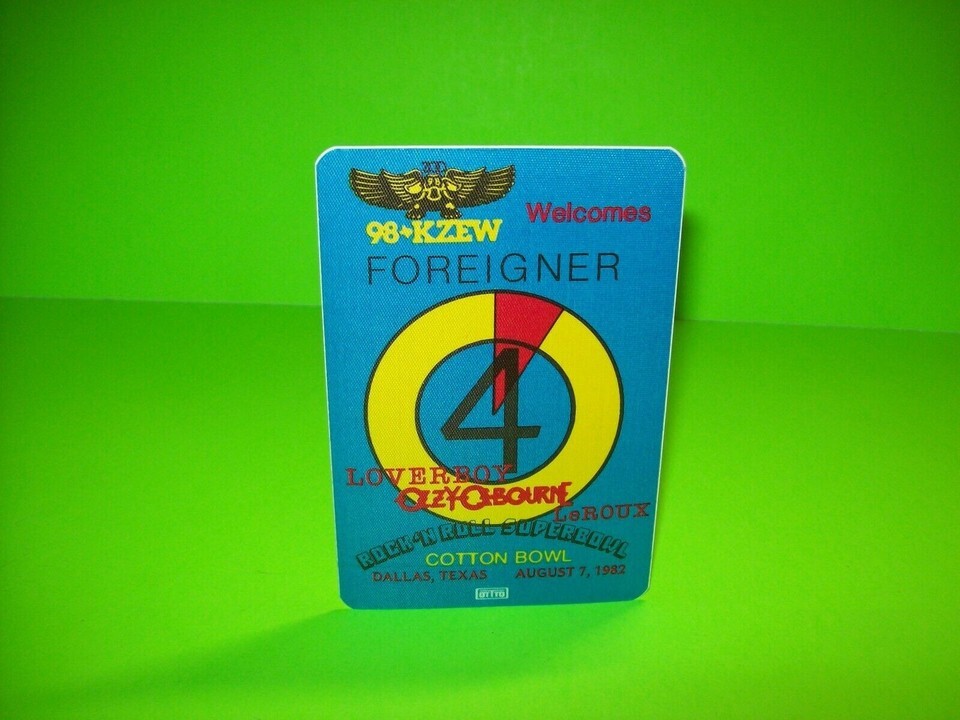 Welcomes
98 KZEW
FOREIGNER
4
LOVERBOY
OZZY OSBOURNE
LeROUX
ROCK 'N ROLL SUPERBOWL
COTTON BOWL
DALLAS, TEXAS AUGUST 7, 1982
OTTO